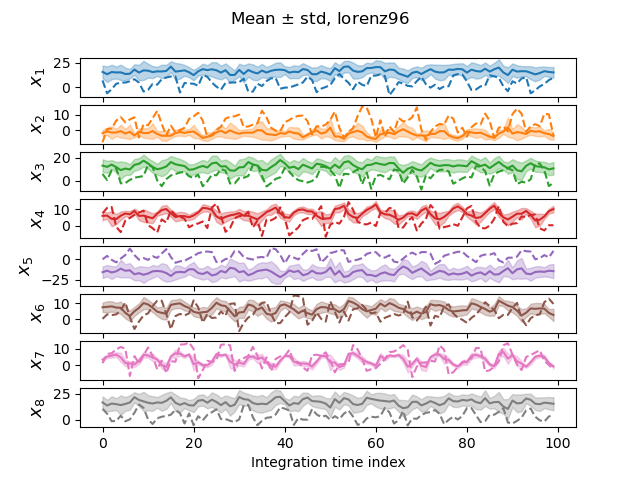 Mean ± std, lorenz96
x₁
25
0
x₂
10
0
x₃
20
0
x₄
10
0
x₅
0
−25
x₆
10
0
x₇
10
0
x₈
25
0
0 20 40 60 80 100
Integration time index